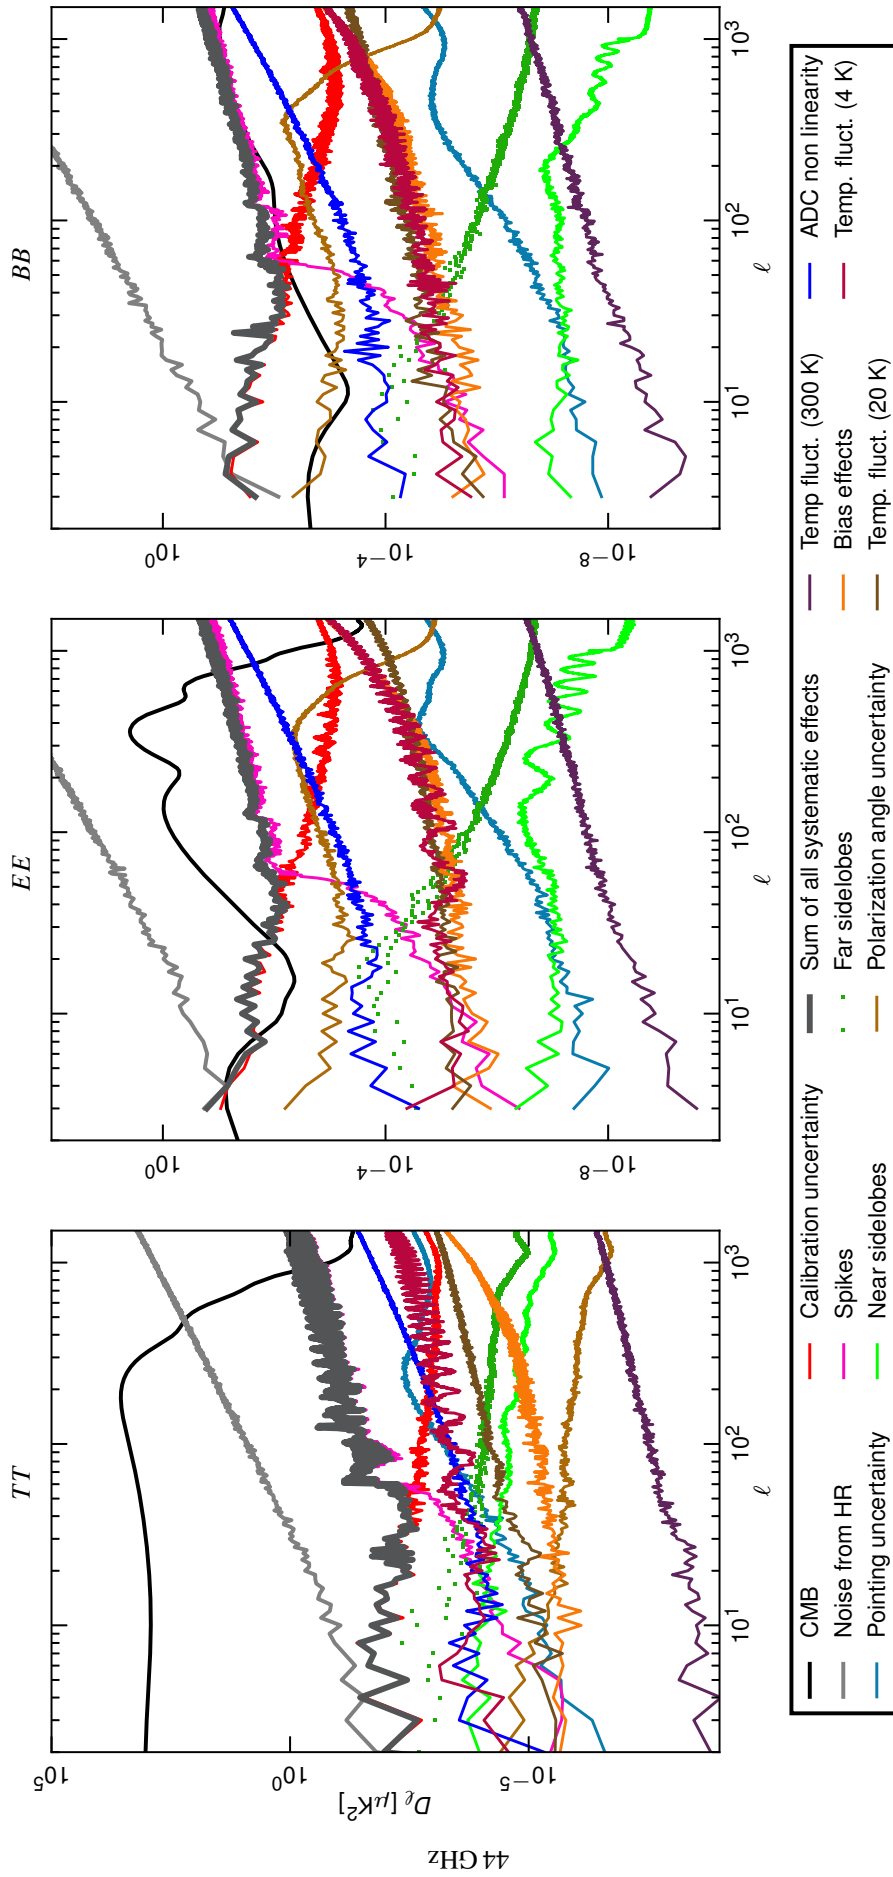 TT
EE
BB
44 GHz
Dℓ [μK²]
10⁵
10⁰
10⁻⁵
10¹
10²
10³
ℓ
10⁰
10⁻⁴
10⁻⁸
10¹
10²
10³
ℓ
10⁰
10⁻⁴
10⁻⁸
10¹
10²
10³
ℓ
CMB
Calibration uncertainty
Sum of all systematic effects
Temp fluct. (300 K)
ADC non linearity
Noise from HR
Spikes
Far sidelobes
Bias effects
Temp. fluct. (4 K)
Pointing uncertainty
Near sidelobes
Polarization angle uncertainty
Temp. fluct. (20 K)